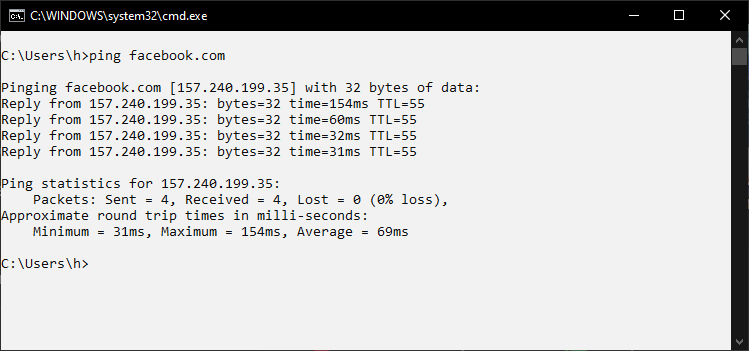 C:\WINDOWS\system32\cmd.exe
C:\Users\h>ping facebook.com
Pinging facebook.com [157.240.199.35] with 32 bytes of data:
Reply from 157.240.199.35: bytes=32 time=154ms TTL=55
Reply from 157.240.199.35: bytes=32 time=60ms TTL=55
Reply from 157.240.199.35: bytes=32 time=32ms TTL=55
Reply from 157.240.199.35: bytes=32 time=31ms TTL=55
Ping statistics for 157.240.199.35:
    Packets: Sent = 4, Received = 4, Lost = 0 (0% loss),
Approximate round trip times in milli-seconds:
    Minimum = 31ms, Maximum = 154ms, Average = 69ms
C:\Users\h>